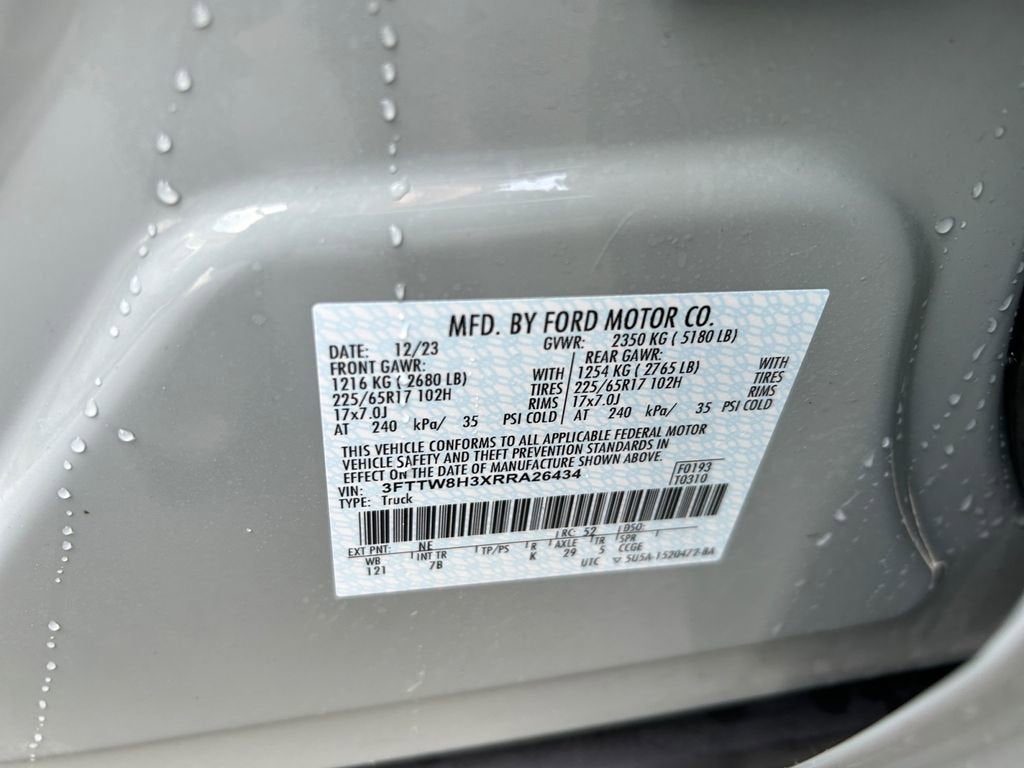 MFD. BY FORD MOTOR CO.
DATE: 12/23 GVWR: 2350 KG ( 5180 LB)
FRONT GAWR: REAR GAWR:
1216 KG ( 2680 LB) WITH 1254 KG ( 2765 LB) WITH
225/65R17 102H TIRES 225/65R17 102H TIRES
17x7.0J RIMS 17x7.0J RIMS
AT 240 kPa/ 35 PSI COLD AT 240 kPa/ 35 PSI COLD
THIS VEHICLE CONFORMS TO ALL APPLICABLE FEDERAL MOTOR
VEHICLE SAFETY AND THEFT PREVENTION STANDARDS IN
EFFECT ON THE DATE OF MANUFACTURE SHOWN ABOVE.
VIN: 3FTTW8H3XRRA26434 F0193
TYPE: Truck T0310
EXT PNT: NE RC: 52 DSO:
WB INT TR TP/PS R AXLE TR SPR
121 7B K 29 5 CCGE
UTC 5U5A-1520472-BA